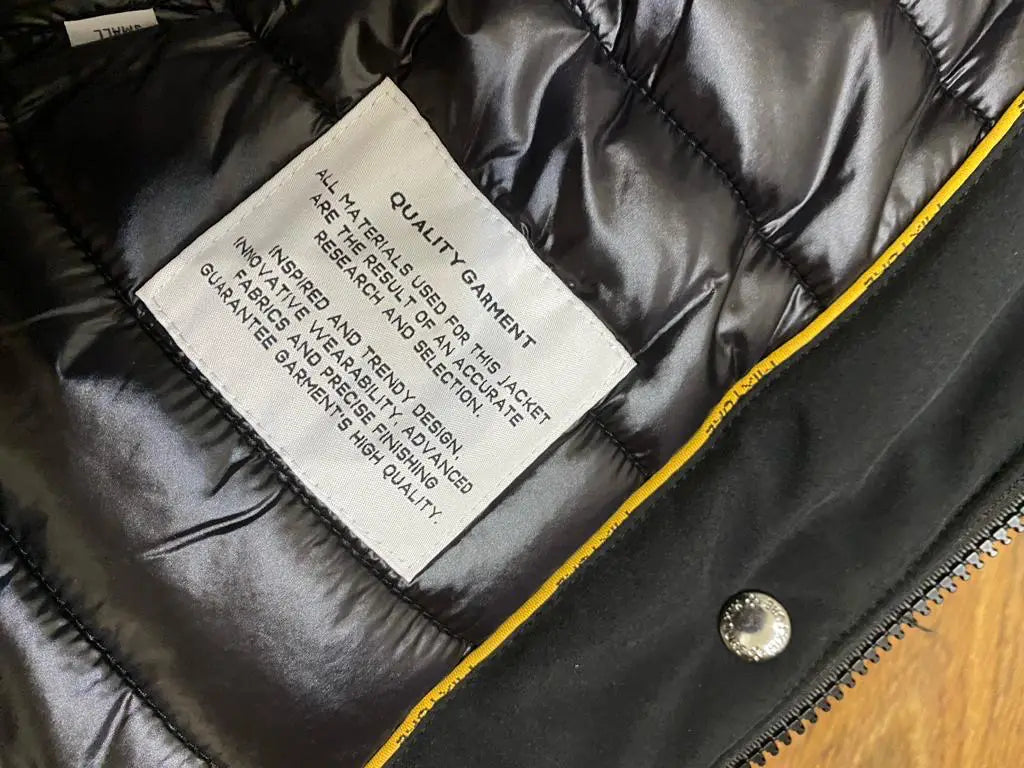 SMALL
QUALITY GARMENT
ALL MATERIALS USED FOR THIS JACKET
ARE THE RESULT OF AN ACCURATE
RESEARCH AND SELECTION.
INSPIRED AND TRENDY DESIGN,
INNOVATIVE WEARABILITY, ADVANCED
FABRICS AND PRECISE FINISHING
GUARANTEE GARMENTS HIGH QUALITY.